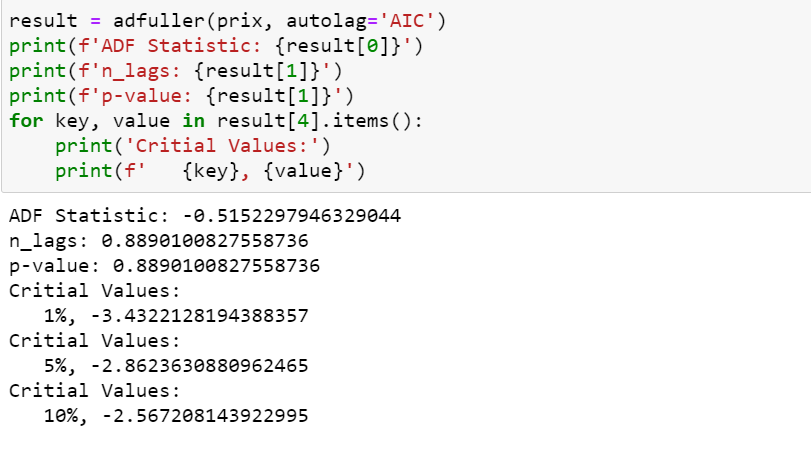 result = adfuller(prix, autolag='AIC')
print(f'ADF Statistic: {result[0]}')
print(f'n_lags: {result[1]}')
print(f'p-value: {result[1]}')
for key, value in result[4].items():
    print('Critial Values:')
    print(f'   {key}, {value}')
ADF Statistic: -0.5152297946329044
n_lags: 0.8890100827558736
p-value: 0.8890100827558736
Critial Values:
   1%, -3.4322128194388357
Critial Values:
   5%, -2.8623630880962465
Critial Values:
   10%, -2.567208143922995